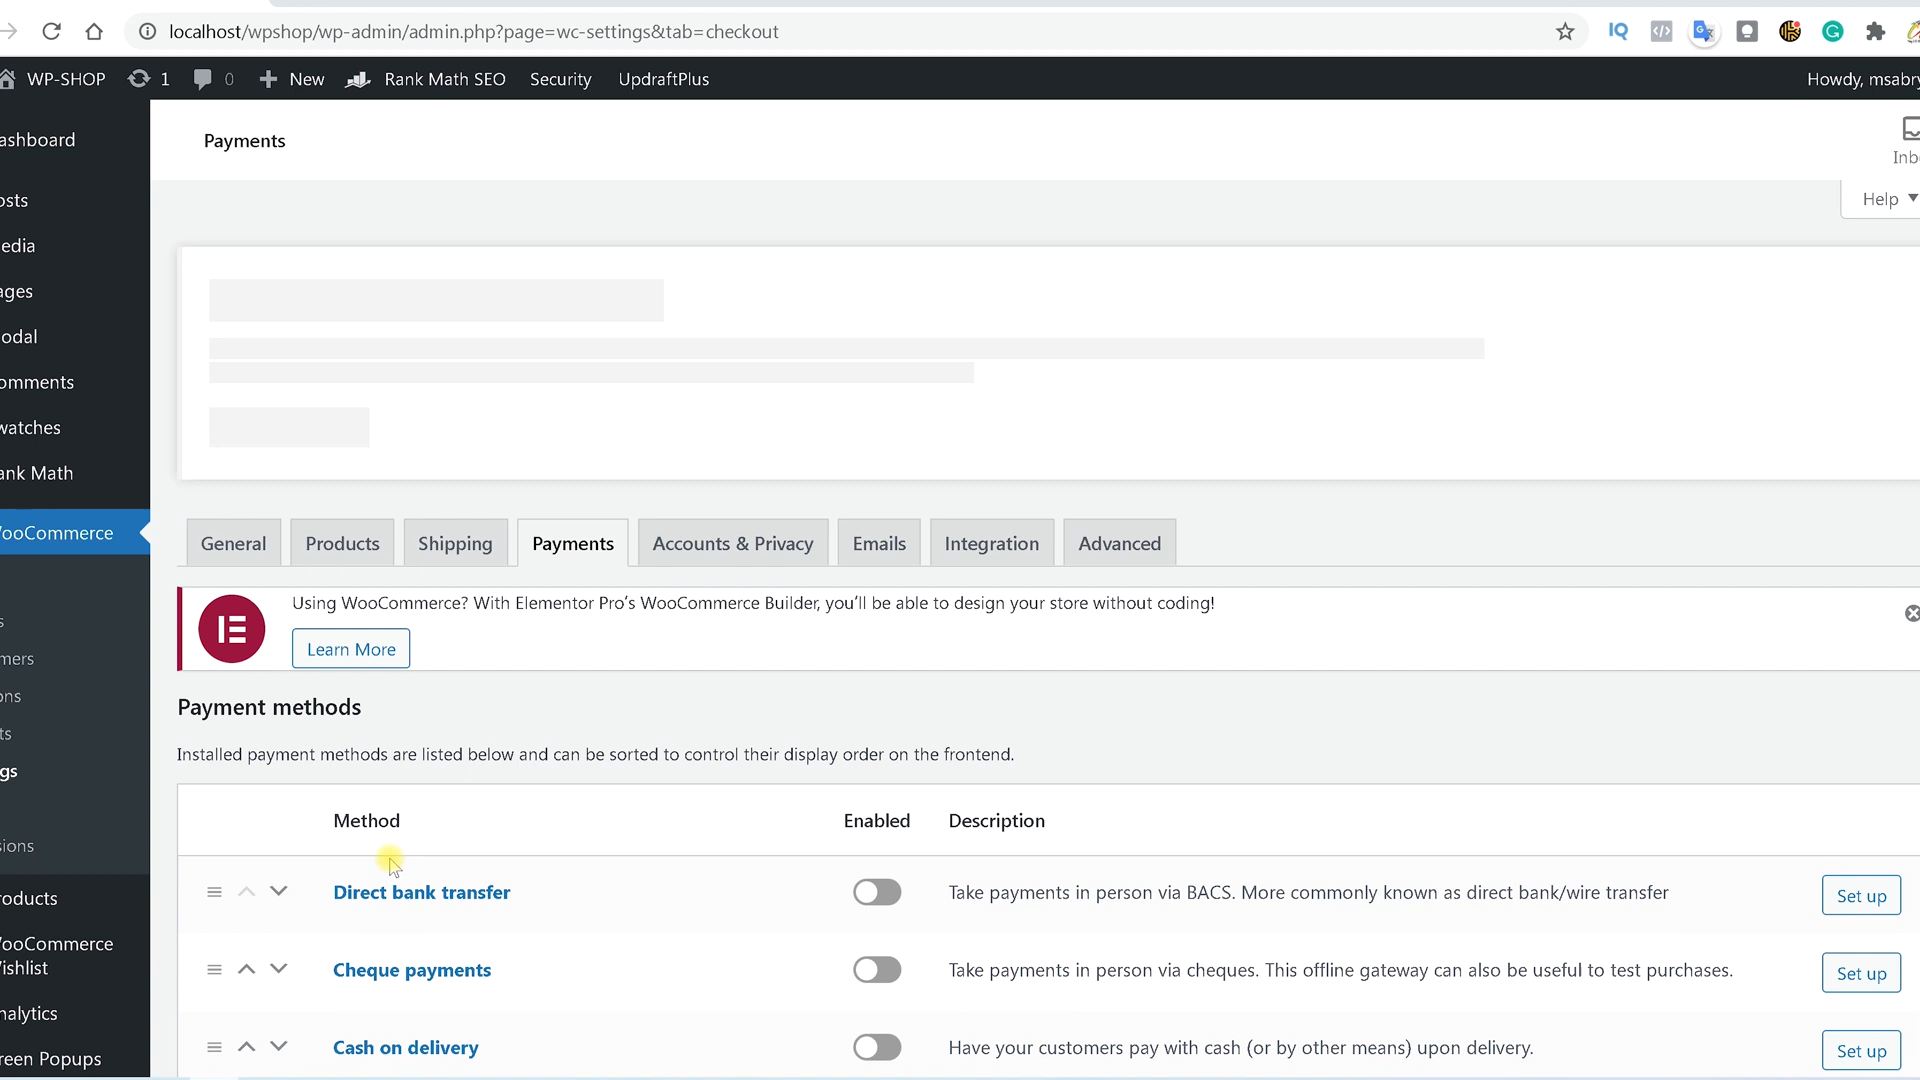 localhost/wpshop/wp-admin/admin.php?page=wc-settings&tab=checkout
IQ
WP-SHOP 1 0 New Rank Math SEO Security UpdraftPlus Howdy, msabry
ashboard
Payments
Inb
osts
Help
edia
ages
odal
omments
watches
ank Math
ooCommerce
General Products Shipping Payments Accounts & Privacy Emails Integration Advanced
Using WooCommerce? With Elementor Pro's WooCommerce Builder, you'll be able to design your store without coding!
Learn More
s
mers
ons
ts
gs
ions
Payment methods
Installed payment methods are listed below and can be sorted to control their display order on the frontend.
Method Enabled Description
Direct bank transfer Take payments in person via BACS. More commonly known as direct bank/wire transfer Set up
Cheque payments Take payments in person via cheques. This offline gateway can also be useful to test purchases. Set up
Cash on delivery Have your customers pay with cash (or by other means) upon delivery. Set up
roducts
ooCommerce
ishlist
nalytics
reen Popups